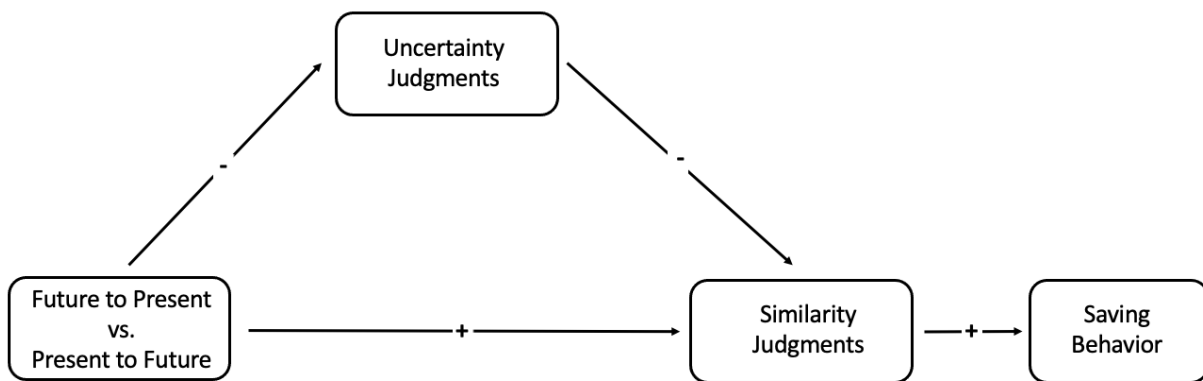 Uncertainty
Judgments
-
-
Future to Present
vs.
Present to Future
+
Similarity
Judgments
+
Saving
Behavior